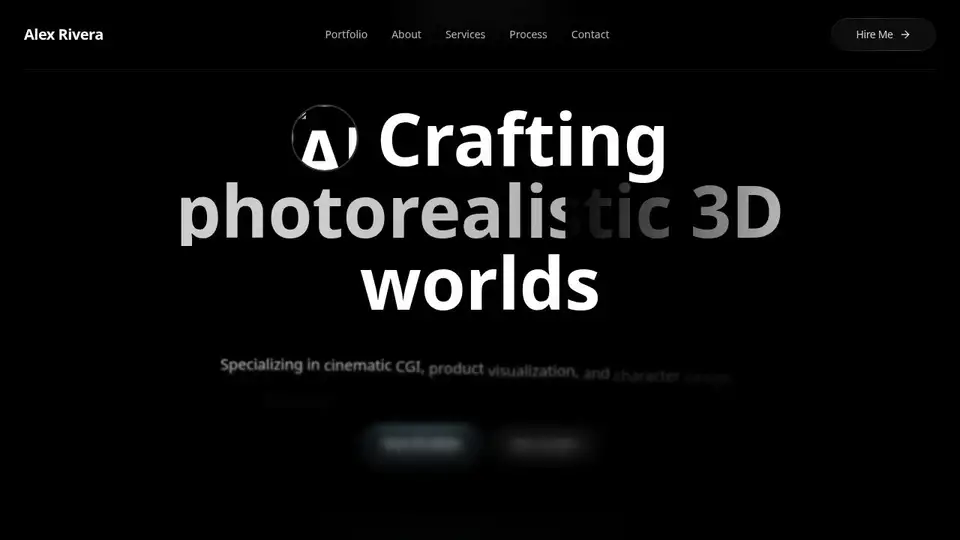 Alex Rivera
Portfolio
About
Services
Process
Contact
Hire Me
Crafting
photorealistic 3D
worlds
Specializing in cinematic CGI, product visualization, and character